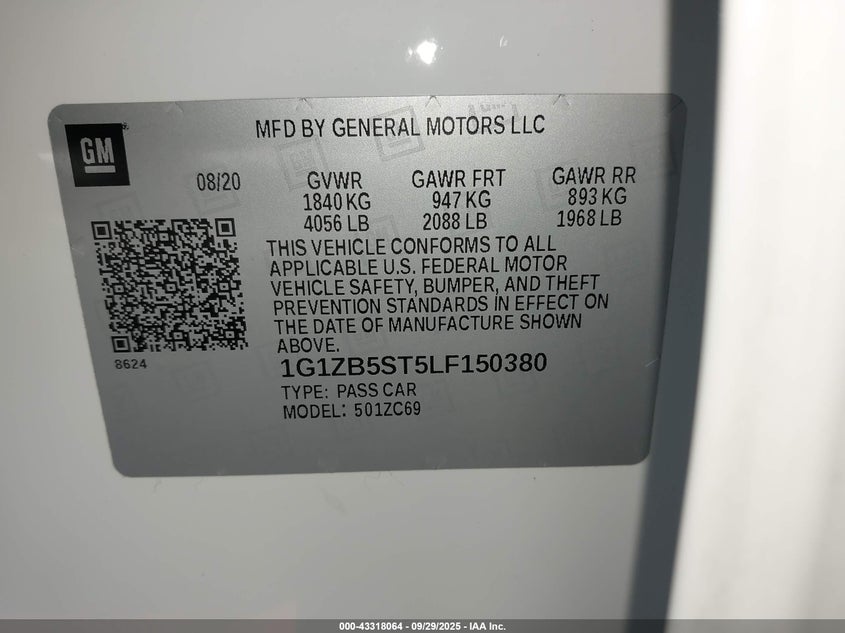 GM
MFD BY GENERAL MOTORS LLC
08/20
GVWR GAWR FRT GAWR RR
1840 KG 947 KG 893 KG
4056 LB 2088 LB 1968 LB
THIS VEHICLE CONFORMS TO ALL
APPLICABLE U.S. FEDERAL MOTOR
VEHICLE SAFETY, BUMPER, AND THEFT
PREVENTION STANDARDS IN EFFECT ON
THE DATE OF MANUFACTURE SHOWN
ABOVE.
8624
1G1ZB5ST5LF150380
TYPE: PASS CAR
MODEL: 501ZC69
000-43318064 - 09/29/2025 - IAA Inc.